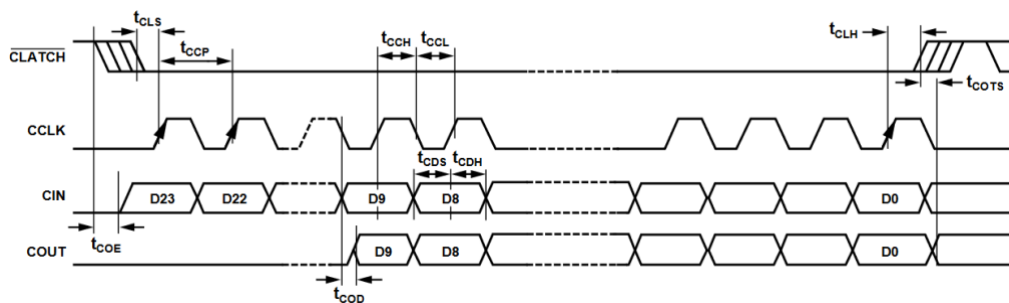 tCLS
tCCP
tCCH tCCL
tCLH
CLATCH
tCOTS
CCLK
tCDS tCDH
CIN D23 D22 D9 D8 D0
tCOE
COUT D9 D8 D0
tCOD